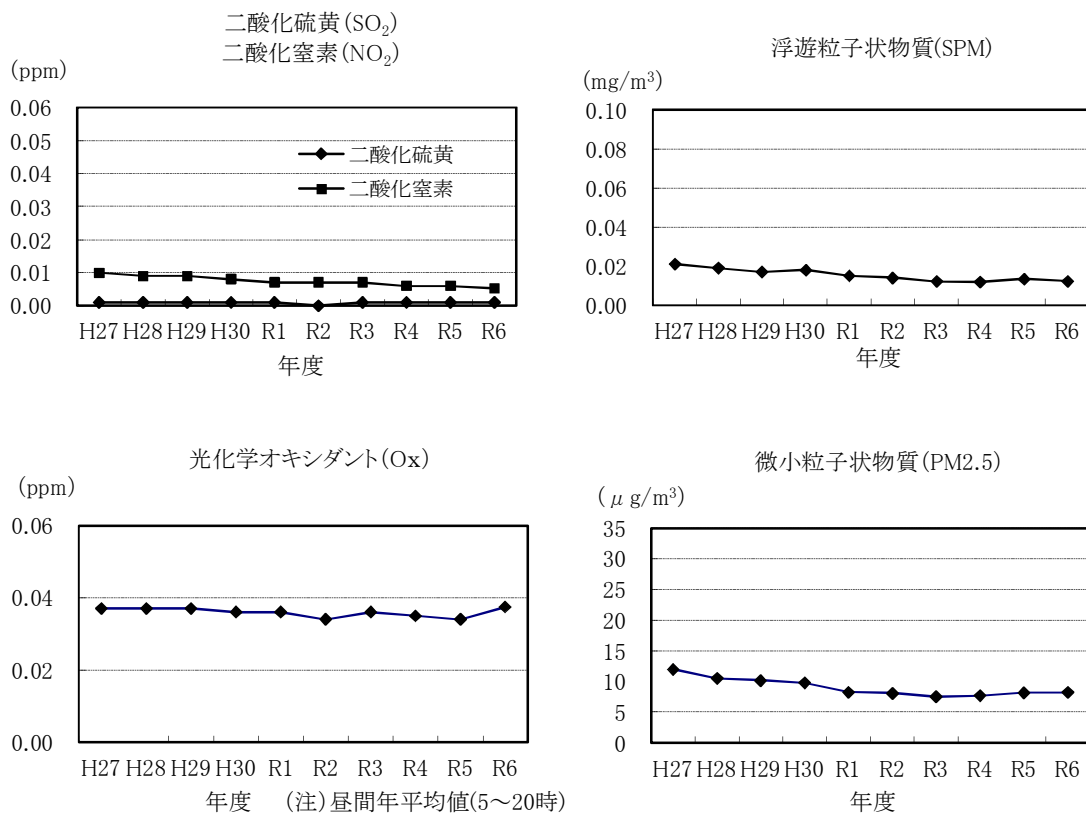 二酸化硫黄(SO₂)
二酸化窒素(NO₂)
(ppm)
0.06
0.05
0.04
0.03
0.02
0.01
0.00
二酸化硫黄
二酸化窒素
H27 H28 H29 H30 R1 R2 R3 R4 R5 R6
年度
浮遊粒子状物質(SPM)
(mg/m³)
0.10
0.08
0.06
0.04
0.02
0.00
H27 H28 H29 H30 R1 R2 R3 R4 R5 R6
年度
光化学オキシダント(Ox)
(ppm)
0.06
0.04
0.02
0.00
H27 H28 H29 H30 R1 R2 R3 R4 R5 R6
年度 (注)昼間年平均値(5～20時)
微小粒子状物質(PM2.5)
(μg/m³)
35
30
25
20
15
10
5
0
H27 H28 H29 H30 R1 R2 R3 R4 R5 R6
年度